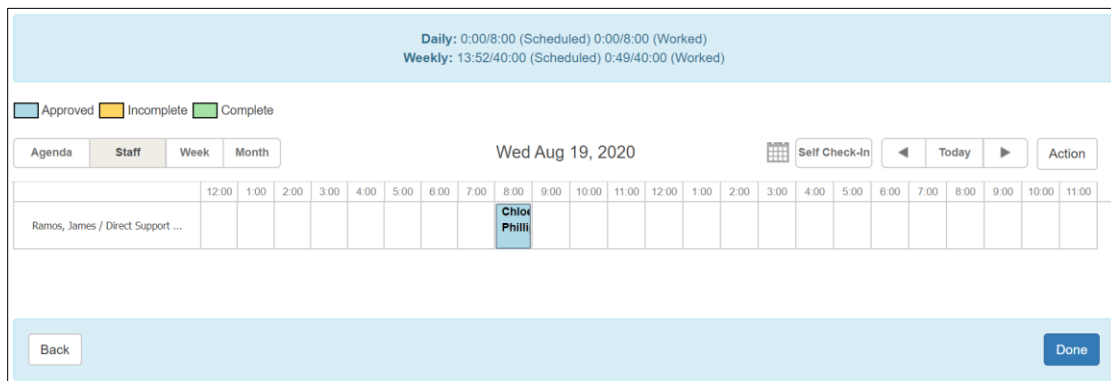 Daily: 0:00/8:00 (Scheduled) 0:00/8:00 (Worked)
Weekly: 13:52/40:00 (Scheduled) 0:49/40:00 (Worked)
Approved Incomplete Complete
Agenda Staff Week Month Wed Aug 19, 2020 Self Check-In Today Action
12:00 1:00 2:00 3:00 4:00 5:00 6:00 7:00 8:00 9:00 10:00 11:00 12:00 1:00 2:00 3:00 4:00 5:00 6:00 7:00 8:00 9:00 10:00 11:00
Chloe
Ramos, James / Direct Support ... Philli
Back Done